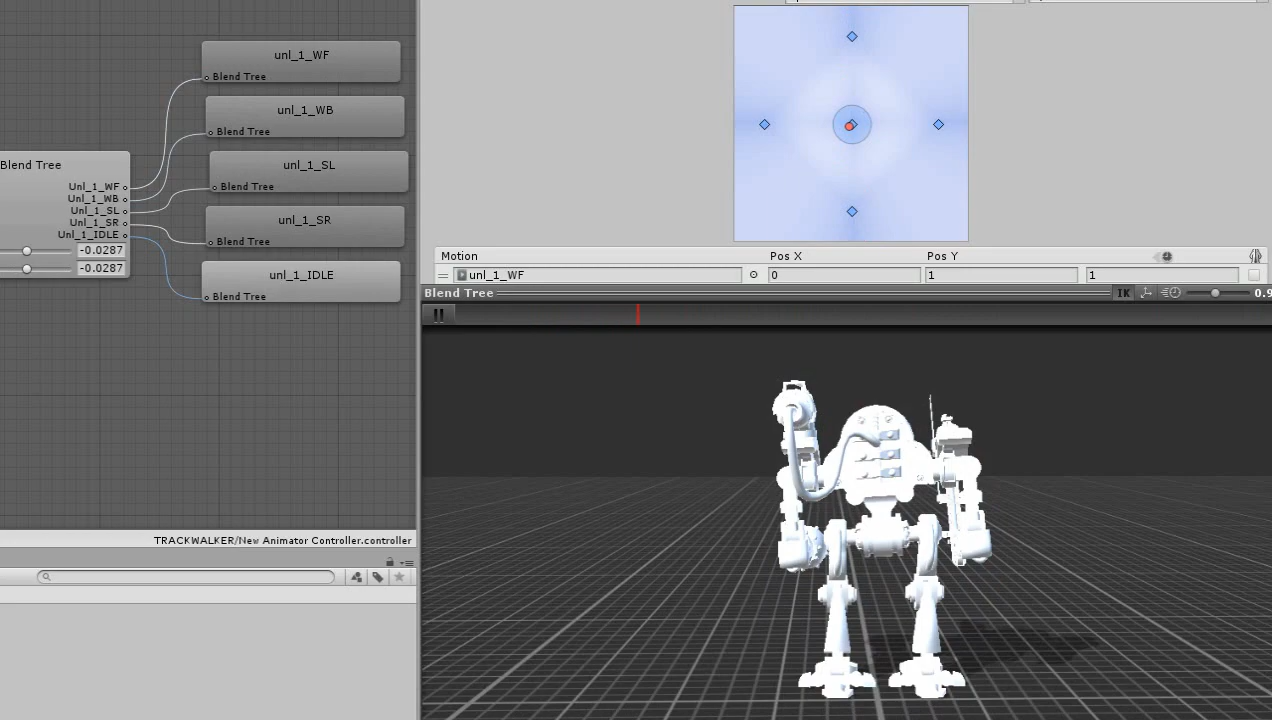 unl_1_WF
Blend Tree
unl_1_WB
Blend Tree
Blend Tree
unl_1_SL
Blend Tree
Unl_1_WF
Unl_1_WB
Unl_1_SL
Unl_1_SR
Unl_1_IDLE
unl_1_SR
Blend Tree
-0.0287
-0.0287
unl_1_IDLE
Blend Tree
Motion Pos X Pos Y
unl_1_WF 0 1 1
Blend Tree IK 0.9
TRACKWALKER/New Animator Controller.controller